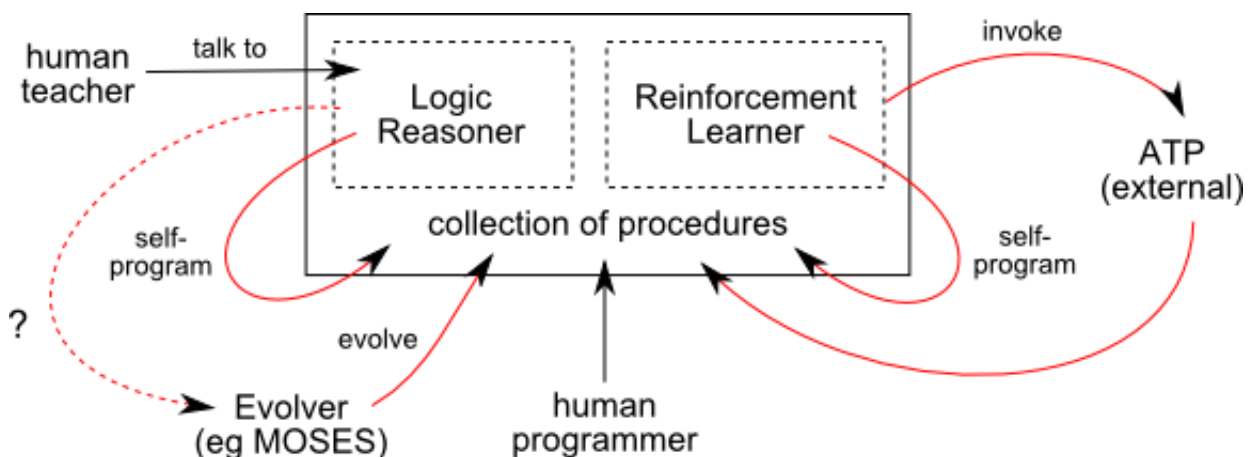 human
teacher
talk to
Logic
Reasoner
Reinforcement
Learner
invoke
ATP
(external)
collection of procedures
self-
program
self-
program
?
evolve
Evolver
(eg MOSES)
human
programmer